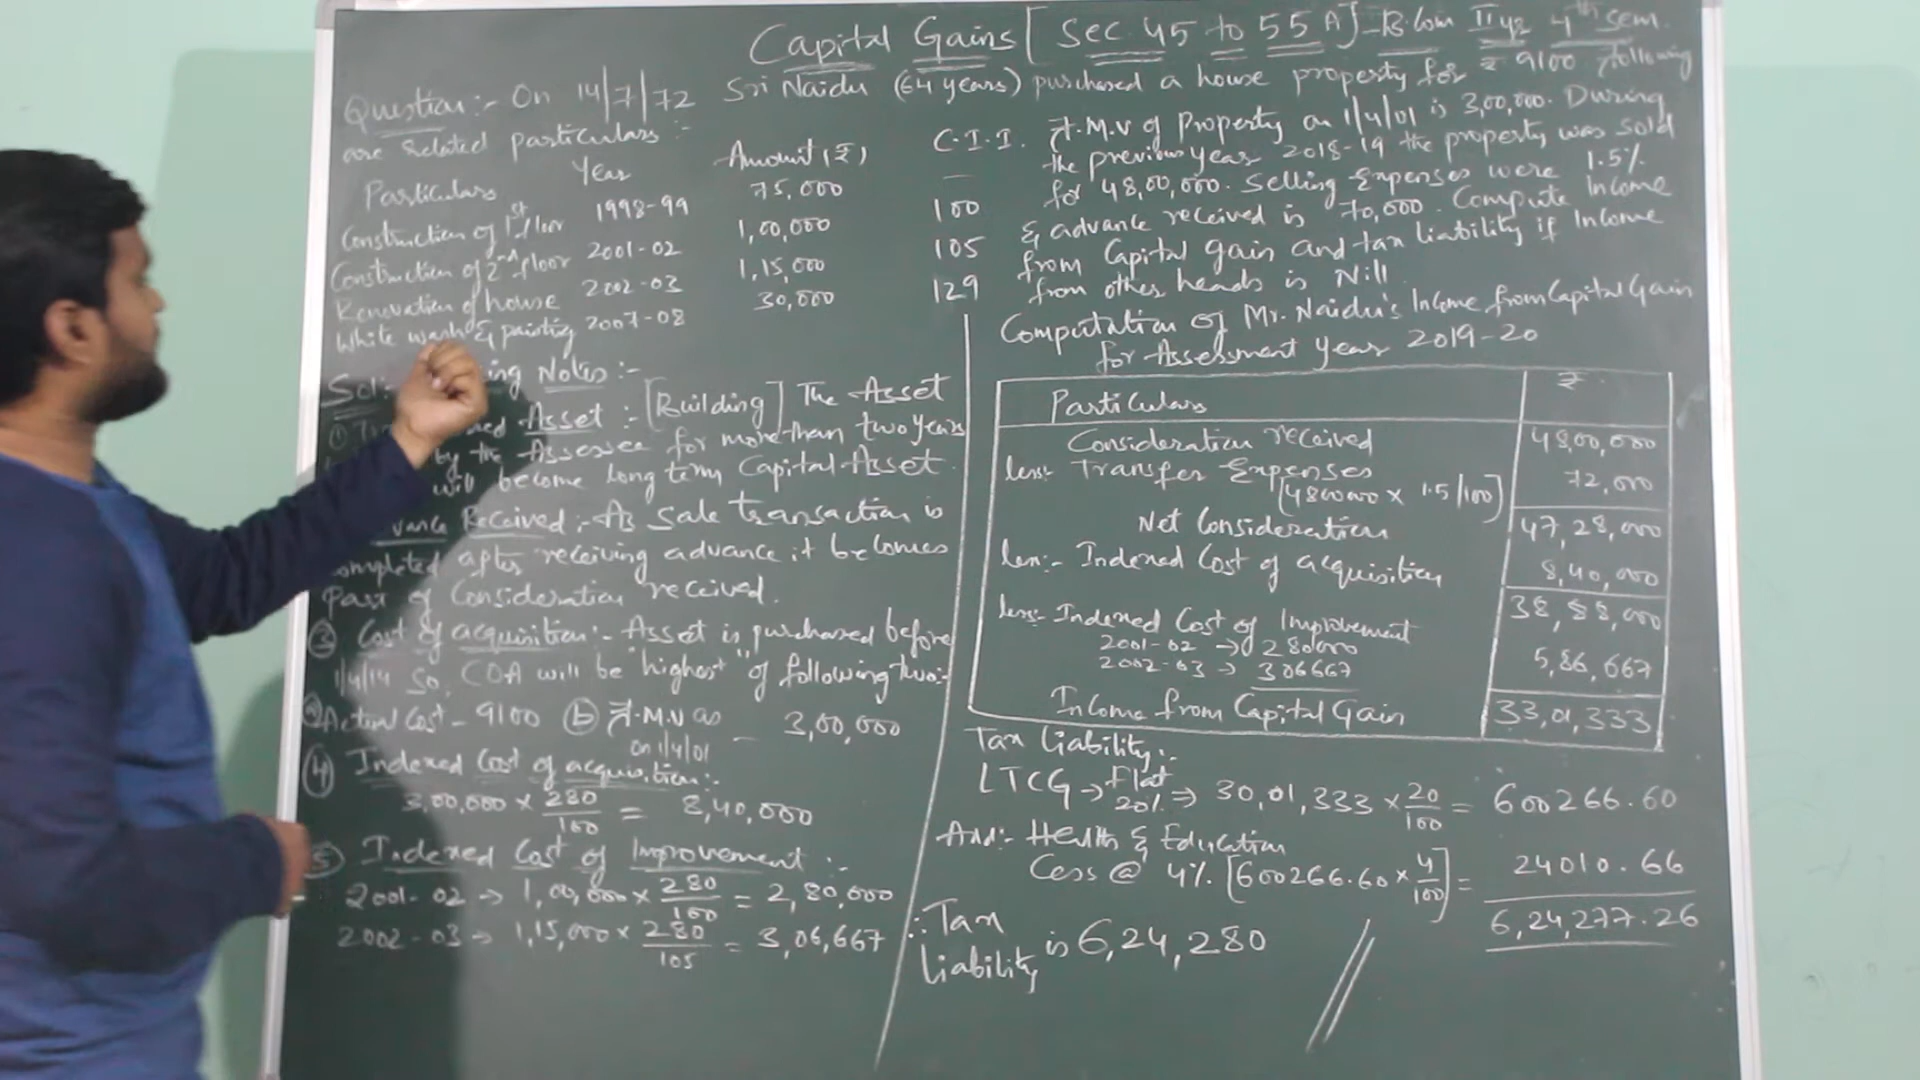 Capital Gains [Sec 45 to 55 A] - B.Com II yr 4th sem.
Question:- On 14/7/72 Sri Naidu (64 years) purchased a house property for ₹ 9100 following
are related particulars :-
Particulars Year Amount (₹) C.I.I.
Construction of 1st floor 1998-99 75,000 —
Construction of 2nd floor 2001-02 1,00,000 100
Renovation of house 2002-03 1,15,000 105
White wash & painting 2007-08 30,000 129
F.M.V of Property on 1/4/01 is 3,00,000. During
the previous year 2018-19 the property was sold
for 48,00,000. Selling Expenses were 1.5%
& advance received is 70,000. Compute Income
from Capital gain and tax liability if Income
from other heads is Nill
Sol:- ing Notes :-
① Asset :- [Building] The Asset
by the Assessee for more than two years
will become long term Capital Asset.
vance Received :- As Sale transaction is
completed after receiving advance it becomes
part of Consideration received.
③ Cost of acquisition :- Asset is purchased before
1/4/14 So, COA will be "highest" of following two:-
ⓐ Actual Cost - 9100 ⓑ F.M.V as on 1/4/01 - 3,00,000
④ Indexed Cost of acquisition :-
3,00,000 × 280/100 = 8,40,000
⑤ Indexed Cost of Improvement :-
2001-02 → 1,00,000 × 280/100 = 2,80,000
2002-03 → 1,15,000 × 280/105 = 3,06,667
Computation of Mr. Naidu's Income from Capital Gain
for Assessment year 2019-20
Particulars ₹
Consideration received 48,00,000
less:- Transfer Expenses 72,000
[4800000 × 1.5/100]
Net Consideration 47,28,000
len:- Indexed Cost of acquisition 8,40,000
38,88,000
less:- Indexed Cost of Improvement
2001-02 → 280000
2002-03 → 306667 5,86,667
Income from Capital Gain 33,01,333
Tax Liability :-
LTCG → Flat 20% ⇒ 30,01,333 × 20/100 = 600266.60
Add:- Health & Education
Cess @ 4% [600266.60 × 4/100] = 24010.66
6,24,277.26
∴ Tax Liability is 6,24,280